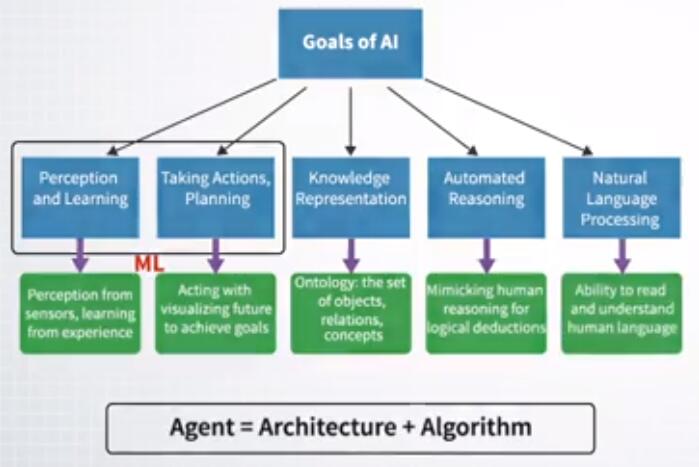 Goals of AI
Perception
and Learning
Taking Actions,
Planning
Knowledge
Representation
Automated
Reasoning
Natural
Language
Processing
ML
Perception from
sensors, learning
from experience
Acting with
visualizing future
to achieve goals
Ontology: the set
of objects,
relations,
concepts
Mimicking human
reasoning for
logical deductions
Ability to read
and understand
human language
Agent = Architecture + Algorithm